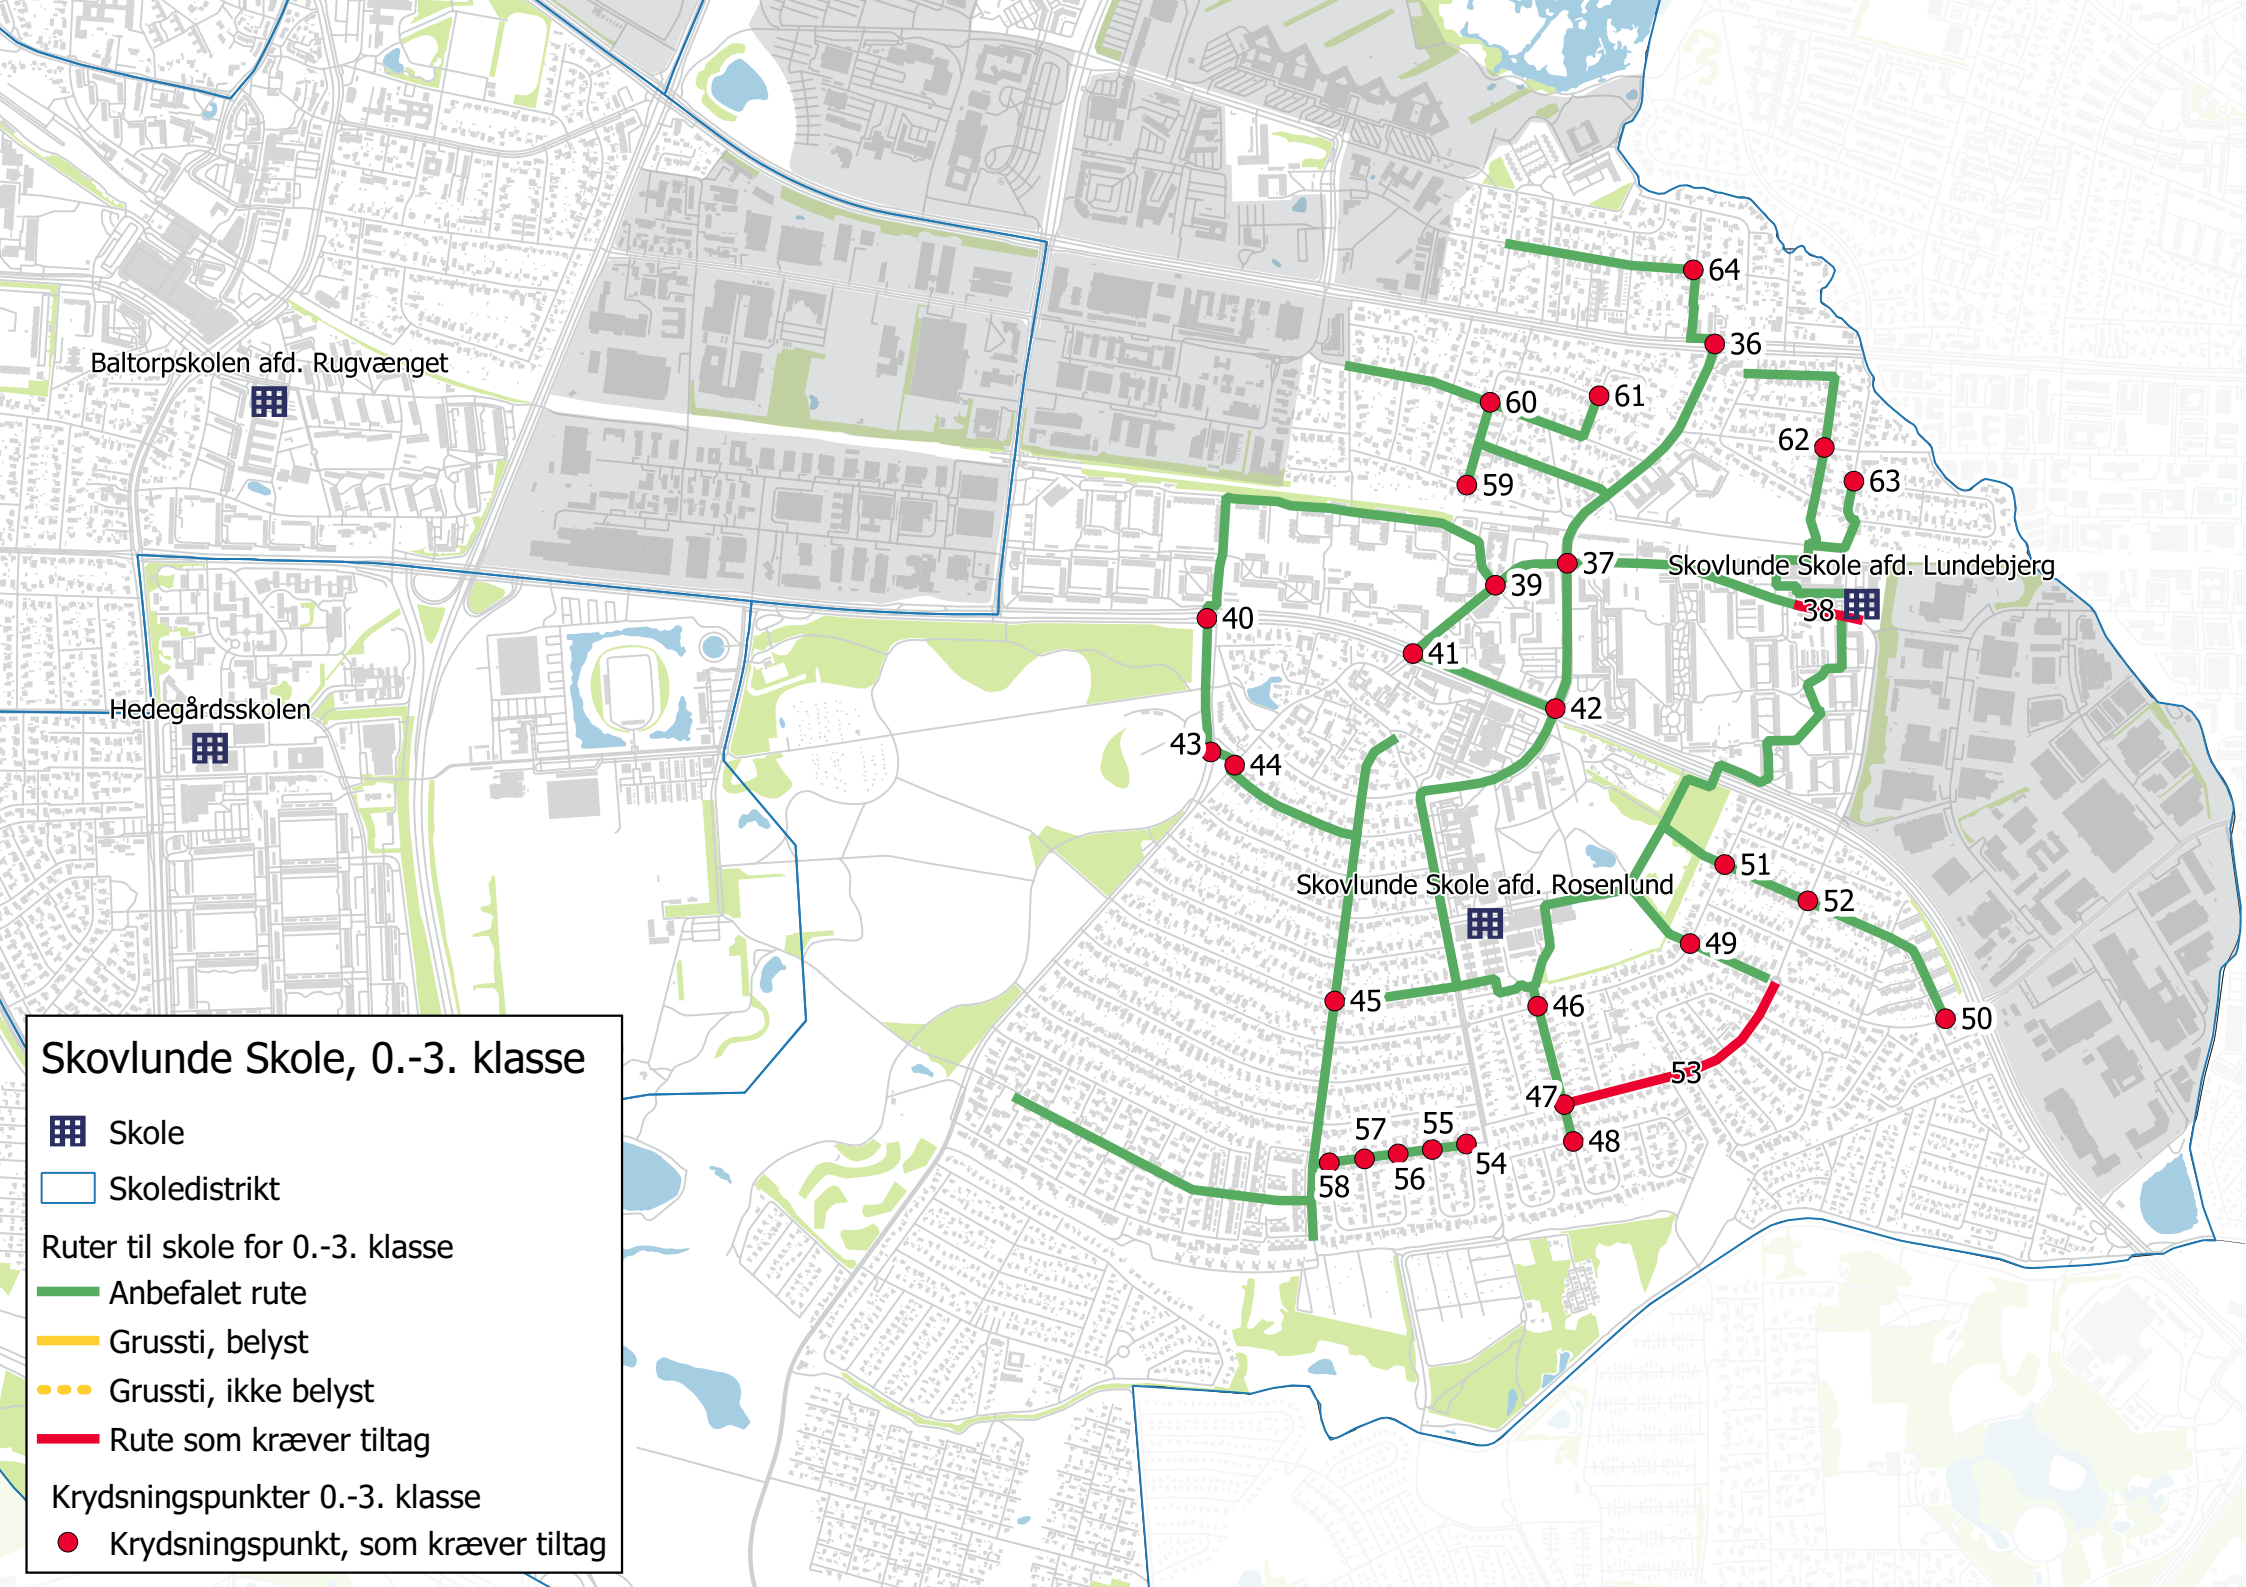 64
36
Baltorpskolen afd. Rugvænget
60
61
62
63
59
37
Skovlunde Skole afd. Lundebjerg
39
38
40
41
42
Hedegårdsskolen
43
44
51
Skovlunde Skole afd. Rosenlund
52
49
45
46
50
53
47
57
55
48
56
54
58
Skovlunde Skole, 0.-3. klasse
Skole
Skoledistrikt
Ruter til skole for 0.-3. klasse
Anbefalet rute
Grussti, belyst
Grussti, ikke belyst
Rute som kræver tiltag
Krydsningspunkter 0.-3. klasse
Krydsningspunkt, som kræver tiltag